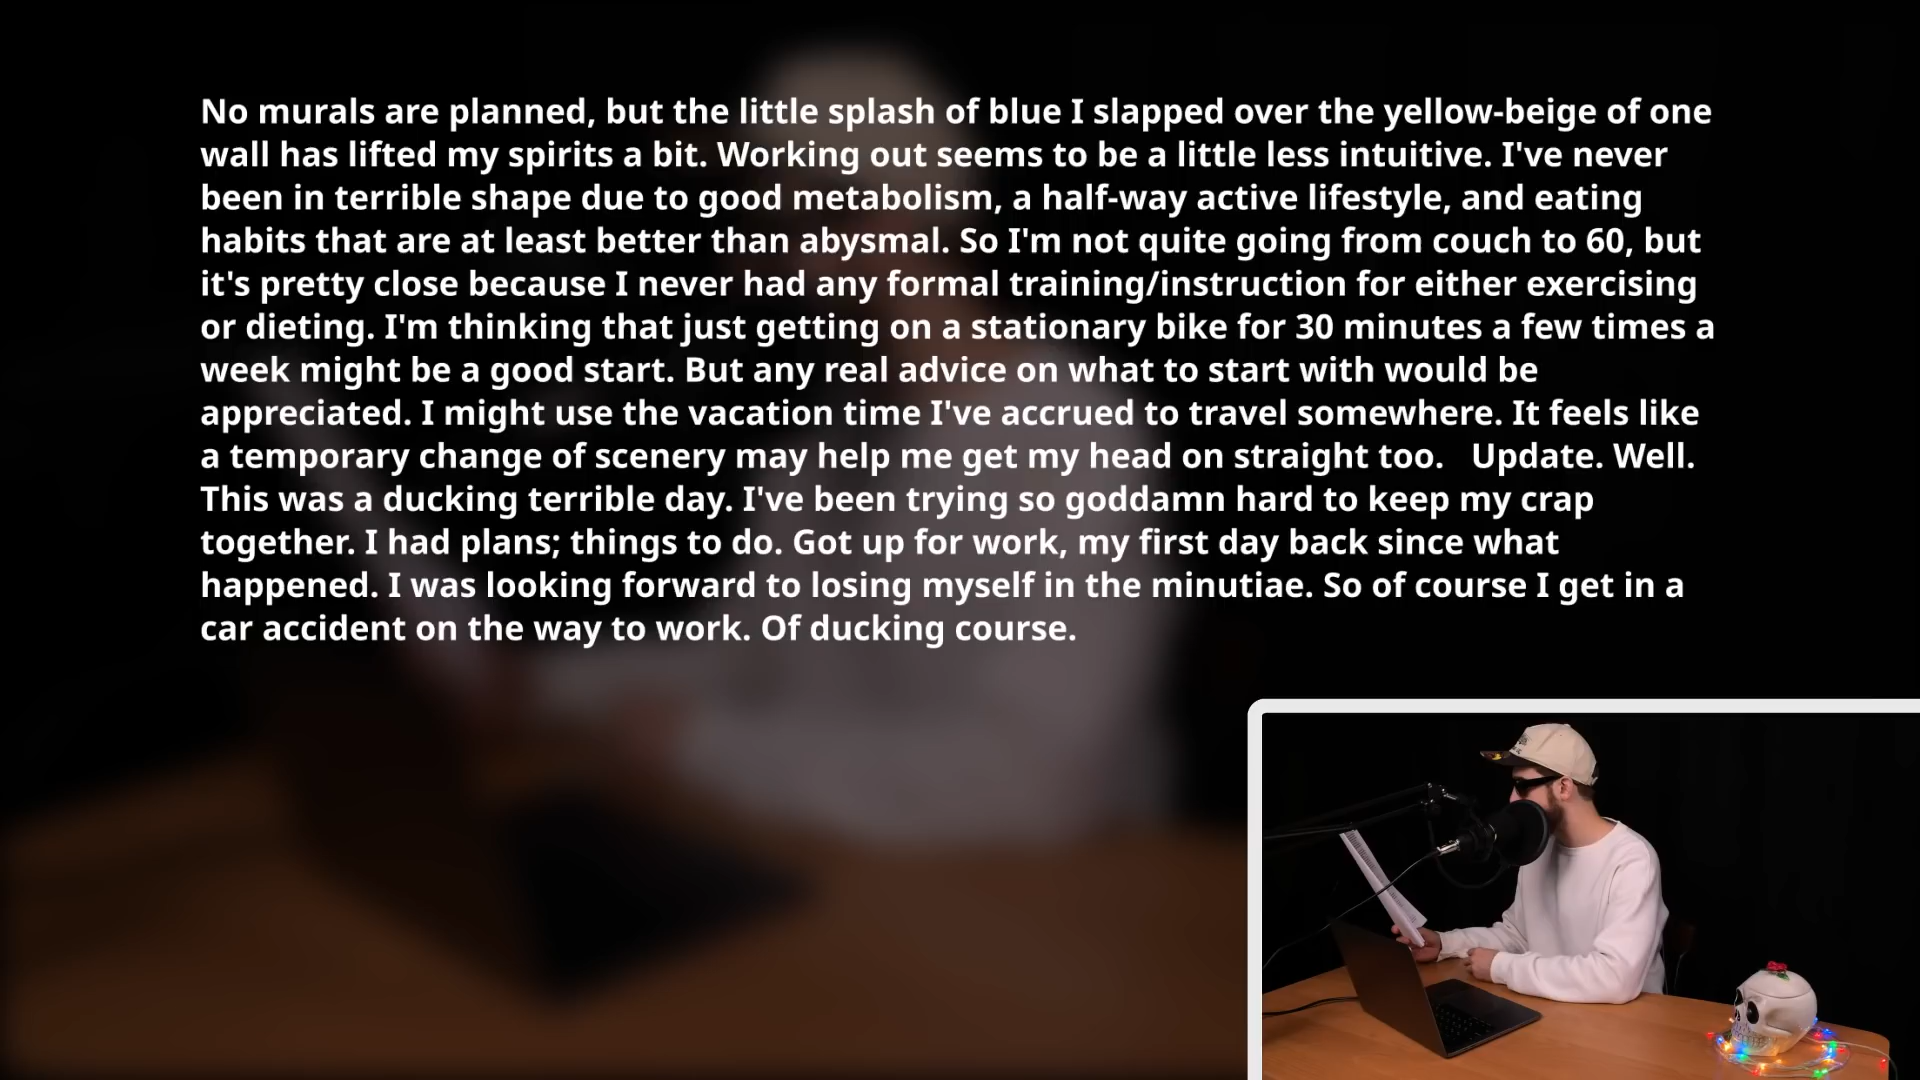 No murals are planned, but the little splash of blue I slapped over the yellow-beige of one
wall has lifted my spirits a bit. Working out seems to be a little less intuitive. I've never
been in terrible shape due to good metabolism, a half-way active lifestyle, and eating
habits that are at least better than abysmal. So I'm not quite going from couch to 60, but
it's pretty close because I never had any formal training/instruction for either exercising
or dieting. I'm thinking that just getting on a stationary bike for 30 minutes a few times a
week might be a good start. But any real advice on what to start with would be
appreciated. I might use the vacation time I've accrued to travel somewhere. It feels like
a temporary change of scenery may help me get my head on straight too.   Update. Well.
This was a ducking terrible day. I've been trying so goddamn hard to keep my crap
together. I had plans; things to do. Got up for work, my first day back since what
happened. I was looking forward to losing myself in the minutiae. So of course I get in a
car accident on the way to work. Of ducking course.